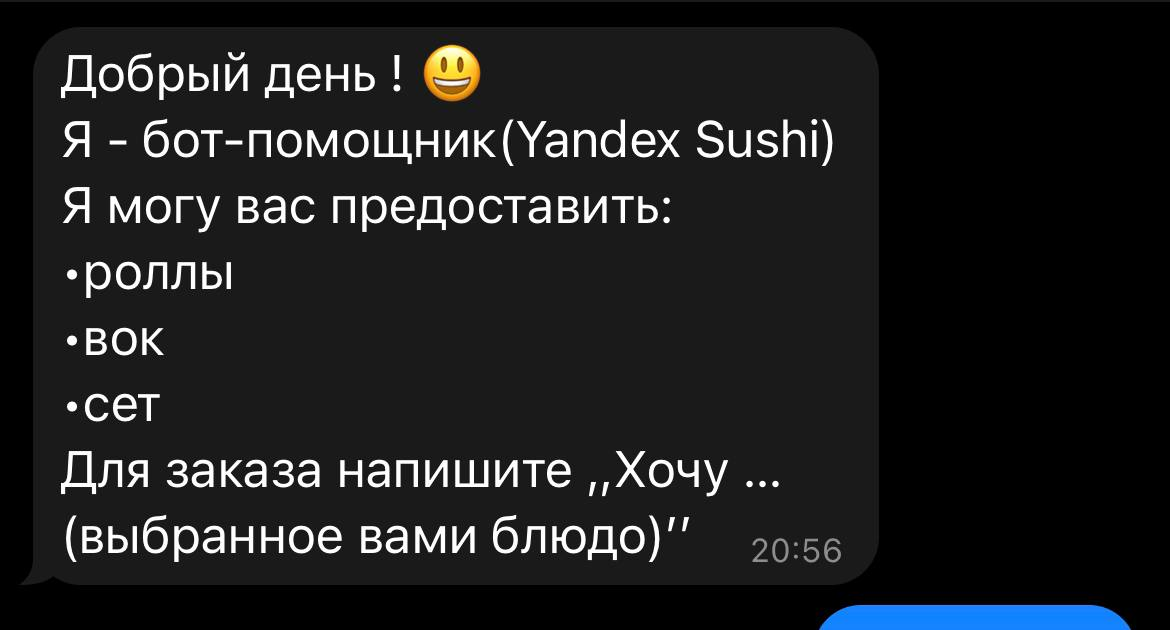 Добрый день ! 😃
Я - бот-помощник(Yandex Sushi)
Я могу вас предоставить:
•роллы
•вок
•сет
Для заказа напишите ,,Хочу ...
(выбранное вами блюдо)’’
20:56